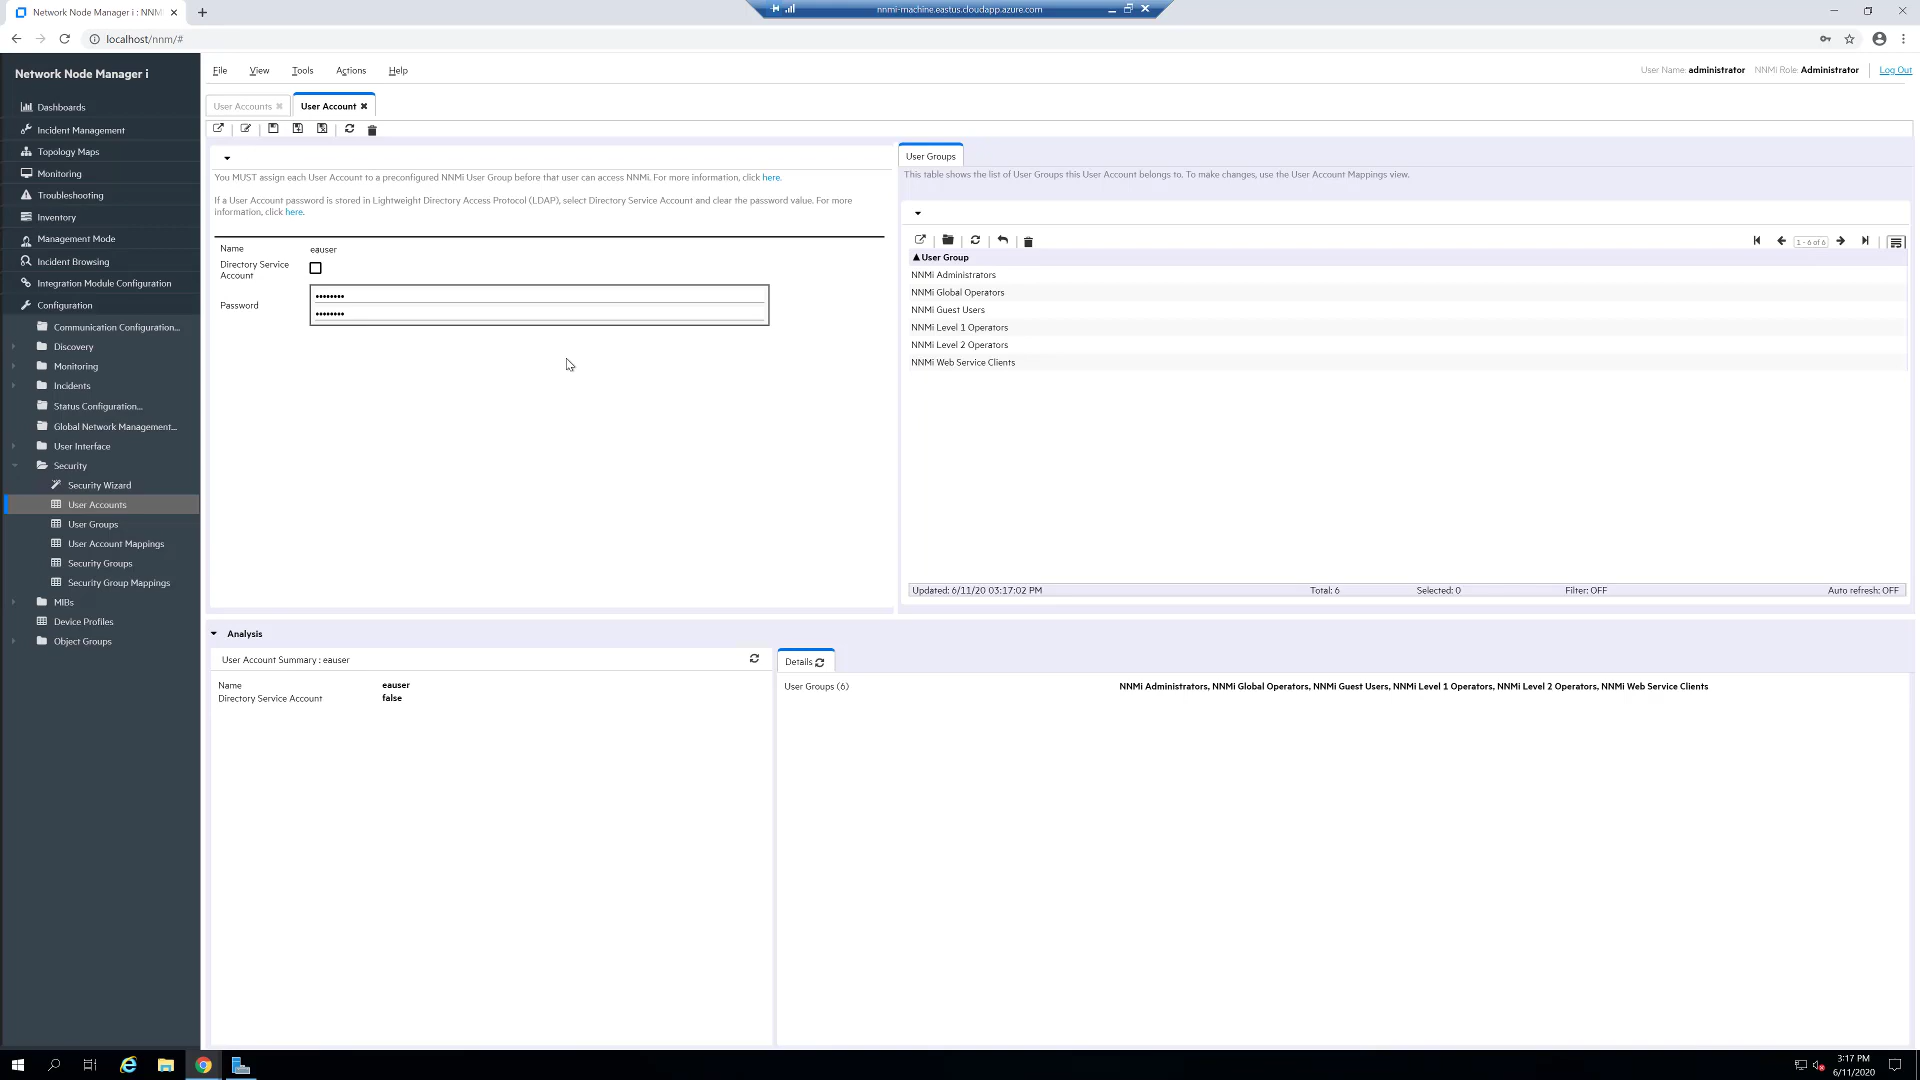 Network Node Manager i : NNMi
nnmi-machine.eastus.cloudapp.azure.com
localhost/nnm/#
Network Node Manager i
File View Tools Actions Help
User Name: administrator NNMi Role: Administrator Log Out
Dashboards
Incident Management
Topology Maps
Monitoring
Troubleshooting
Inventory
Management Mode
Incident Browsing
Integration Module Configuration
Configuration
Communication Configuration...
Discovery
Monitoring
Incidents
Status Configuration...
Global Network Management...
User Interface
Security
Security Wizard
User Accounts
User Groups
User Account Mappings
Security Groups
Security Group Mappings
MIBs
Device Profiles
Object Groups
User Accounts
User Account
You MUST assign each User Account to a preconfigured NNMi User Group before that user can access NNMi. For more information, click here.
If a User Account password is stored in Lightweight Directory Access Protocol (LDAP), select Directory Service Account and clear the password value. For more
information, click here.
Name eauser
Directory Service
Account
Password
••••••••
••••••••
User Groups
This table shows the list of User Groups this User Account belongs to. To make changes, use the User Account Mappings view.
1 - 6 of 6
User Group
NNMi Administrators
NNMi Global Operators
NNMi Guest Users
NNMi Level 1 Operators
NNMi Level 2 Operators
NNMi Web Service Clients
Updated: 6/11/20 03:17:02 PM Total: 6 Selected: 0 Filter: OFF Auto refresh: OFF
Analysis
User Account Summary : eauser
Name eauser
Directory Service Account false
Details
User Groups (6) NNMi Administrators, NNMi Global Operators, NNMi Guest Users, NNMi Level 1 Operators, NNMi Level 2 Operators, NNMi Web Service Clients
3:17 PM
6/11/2020